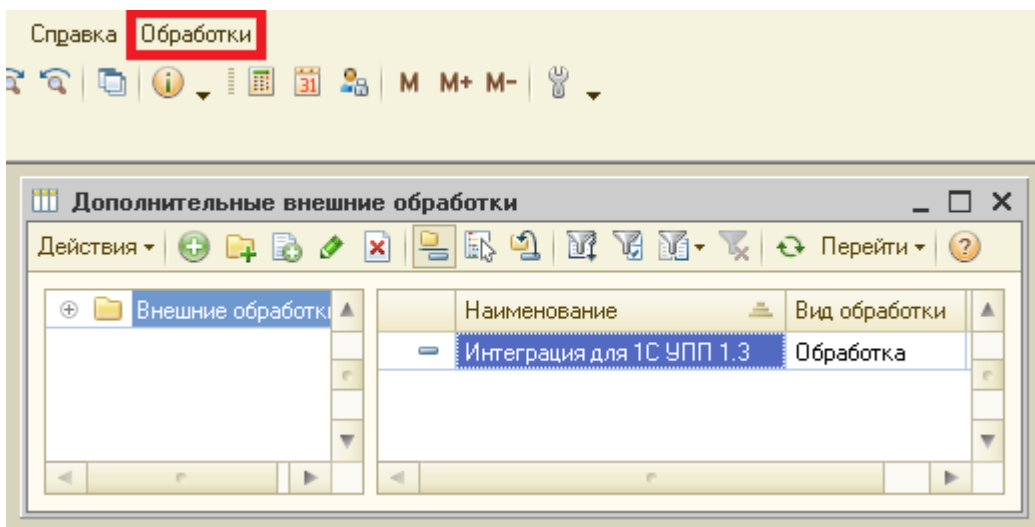 Справка Обработки
31 M M+ M-
Дополнительные внешние обработки
Действия Перейти ?
Внешние обработки Наименование Вид обработки
Интеграция для 1С УПП 1.3 Обработка